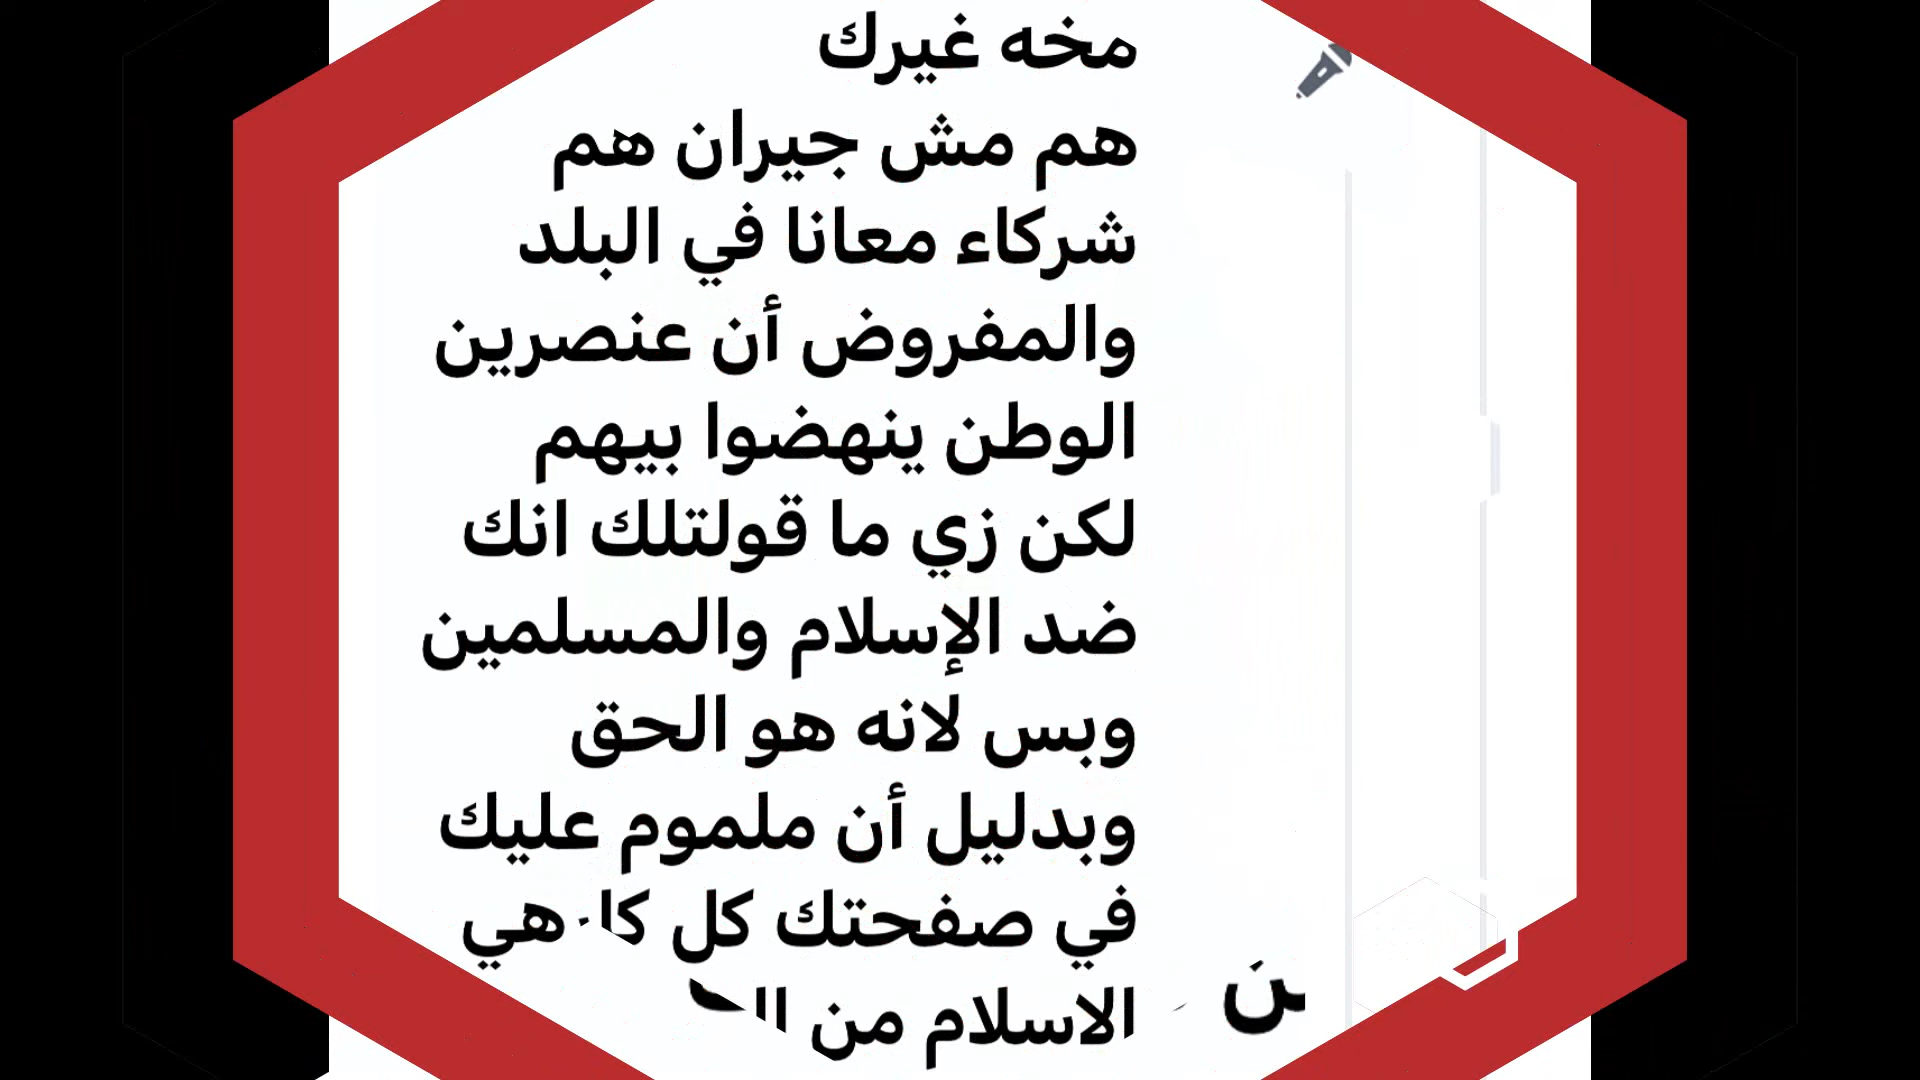 مخه غيرك
هم مش جيران هم
شركاء معانا في البلد
والمفروض أن عنصرين
الوطن ينهضوا بيهم
لكن زي ما قولتلك انك
ضد الإسلام والمسلمين
وبس لانه هو الحق
وبدليل أن ملموم عليك
في صفحتك كل
الاسلام من